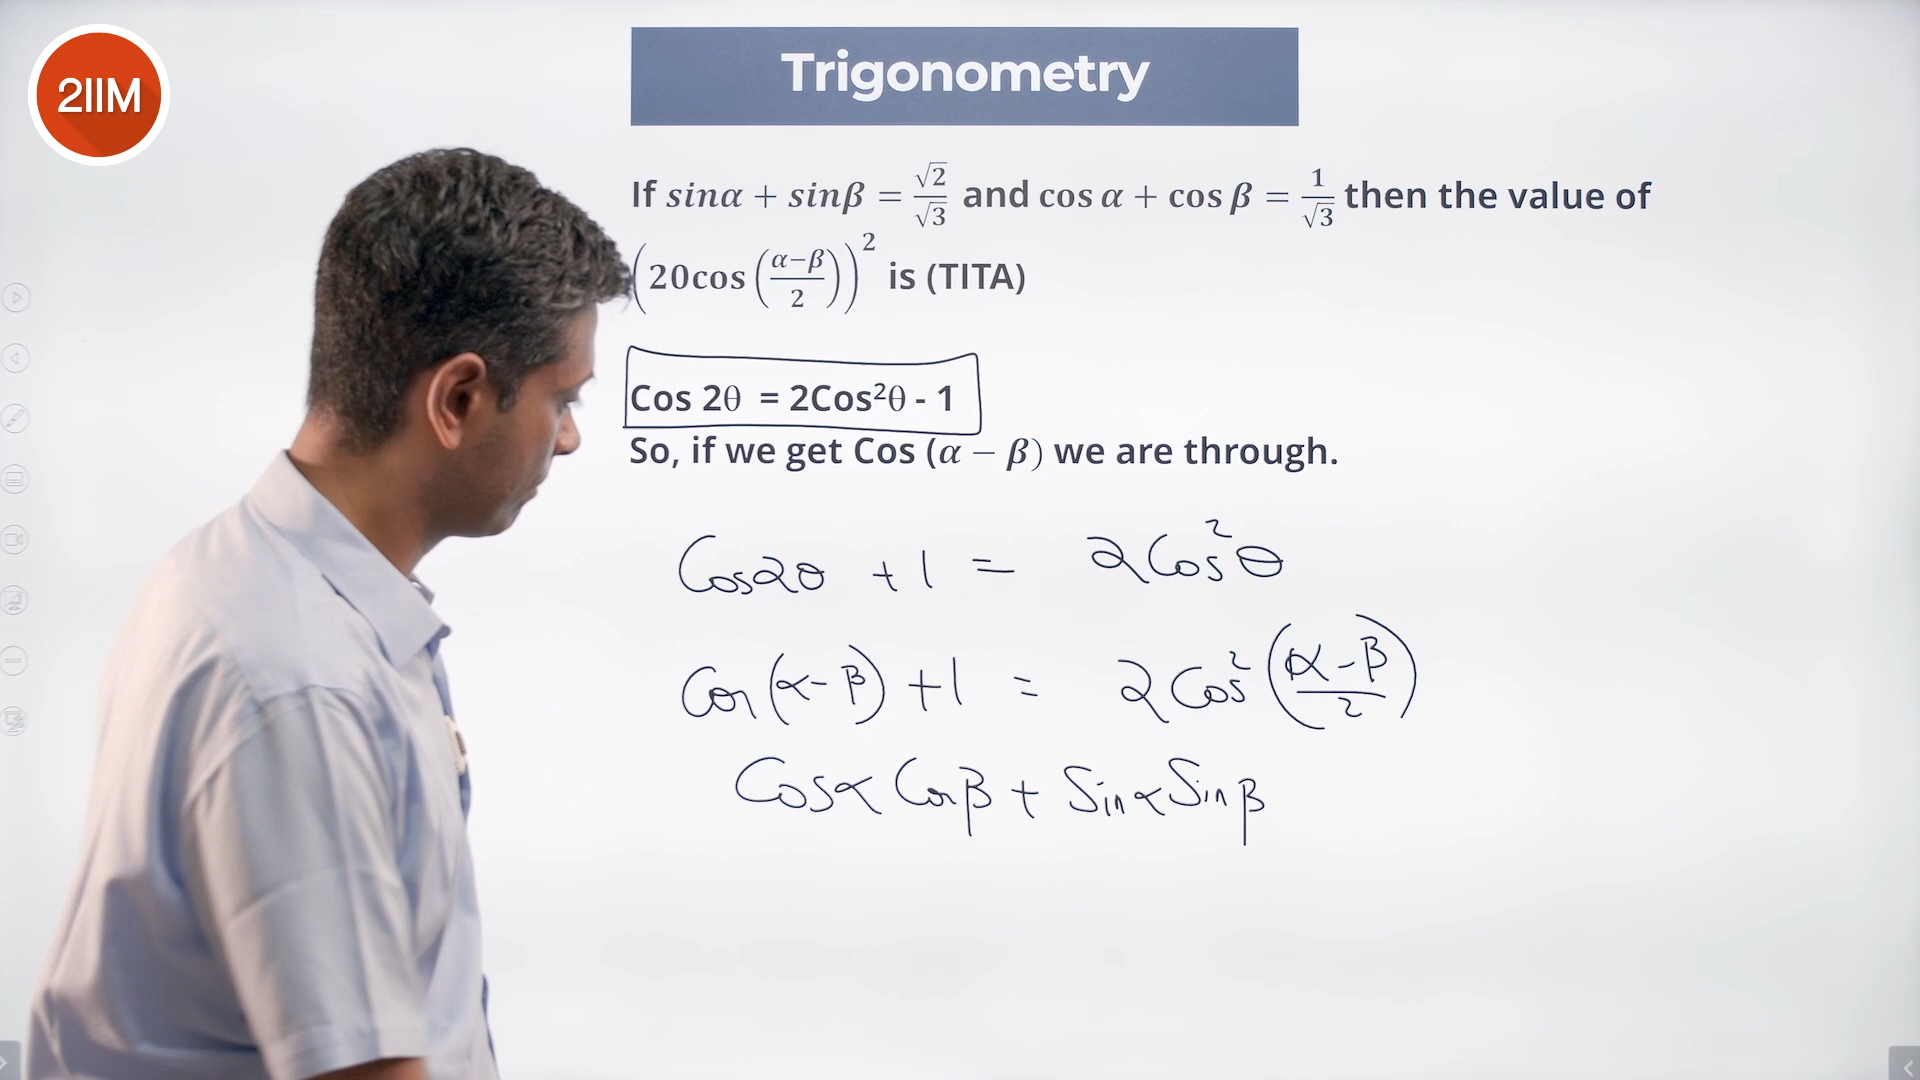 2IIM
Trigonometry
If sinα + sinβ = √2/√3 and cos α + cos β = 1/√3 then the value of
(20cos((α−β)/2))² is (TITA)
Cos 2θ = 2Cos²θ - 1
So, if we get Cos (α − β) we are through.
Cos2θ + 1 = 2Cos²θ
Cos(α-β) +1 = 2Cos²((α-β)/2)
Cosα Cosβ + Sinα Sinβ